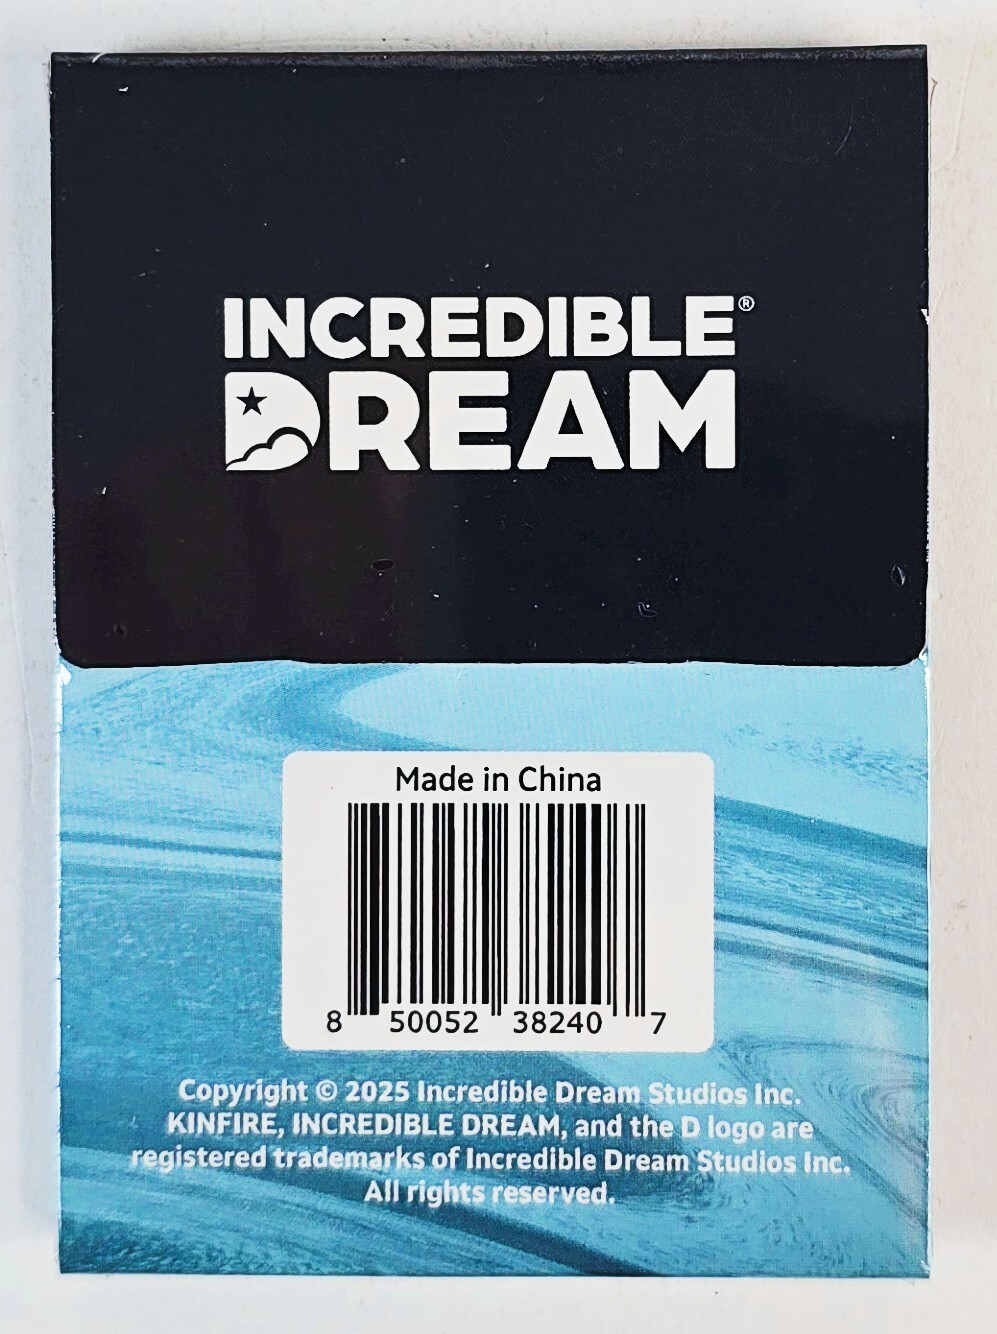 INCREDIBLE®
DREAM
Made in China
8 50052 38240 7
Copyright © 2025 Incredible Dream Studios Inc.
KINFIRE, INCREDIBLE DREAM, and the D logo are
registered trademarks of Incredible Dream Studios Inc.
All rights reserved.